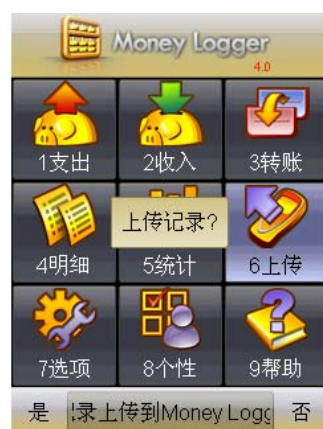 Money Logger
4.0
1支出 2收入 3转账
上传记录?
4明细 5统计 6上传
7选项 8个性 9帮助
是 录上传到Money Logg 否